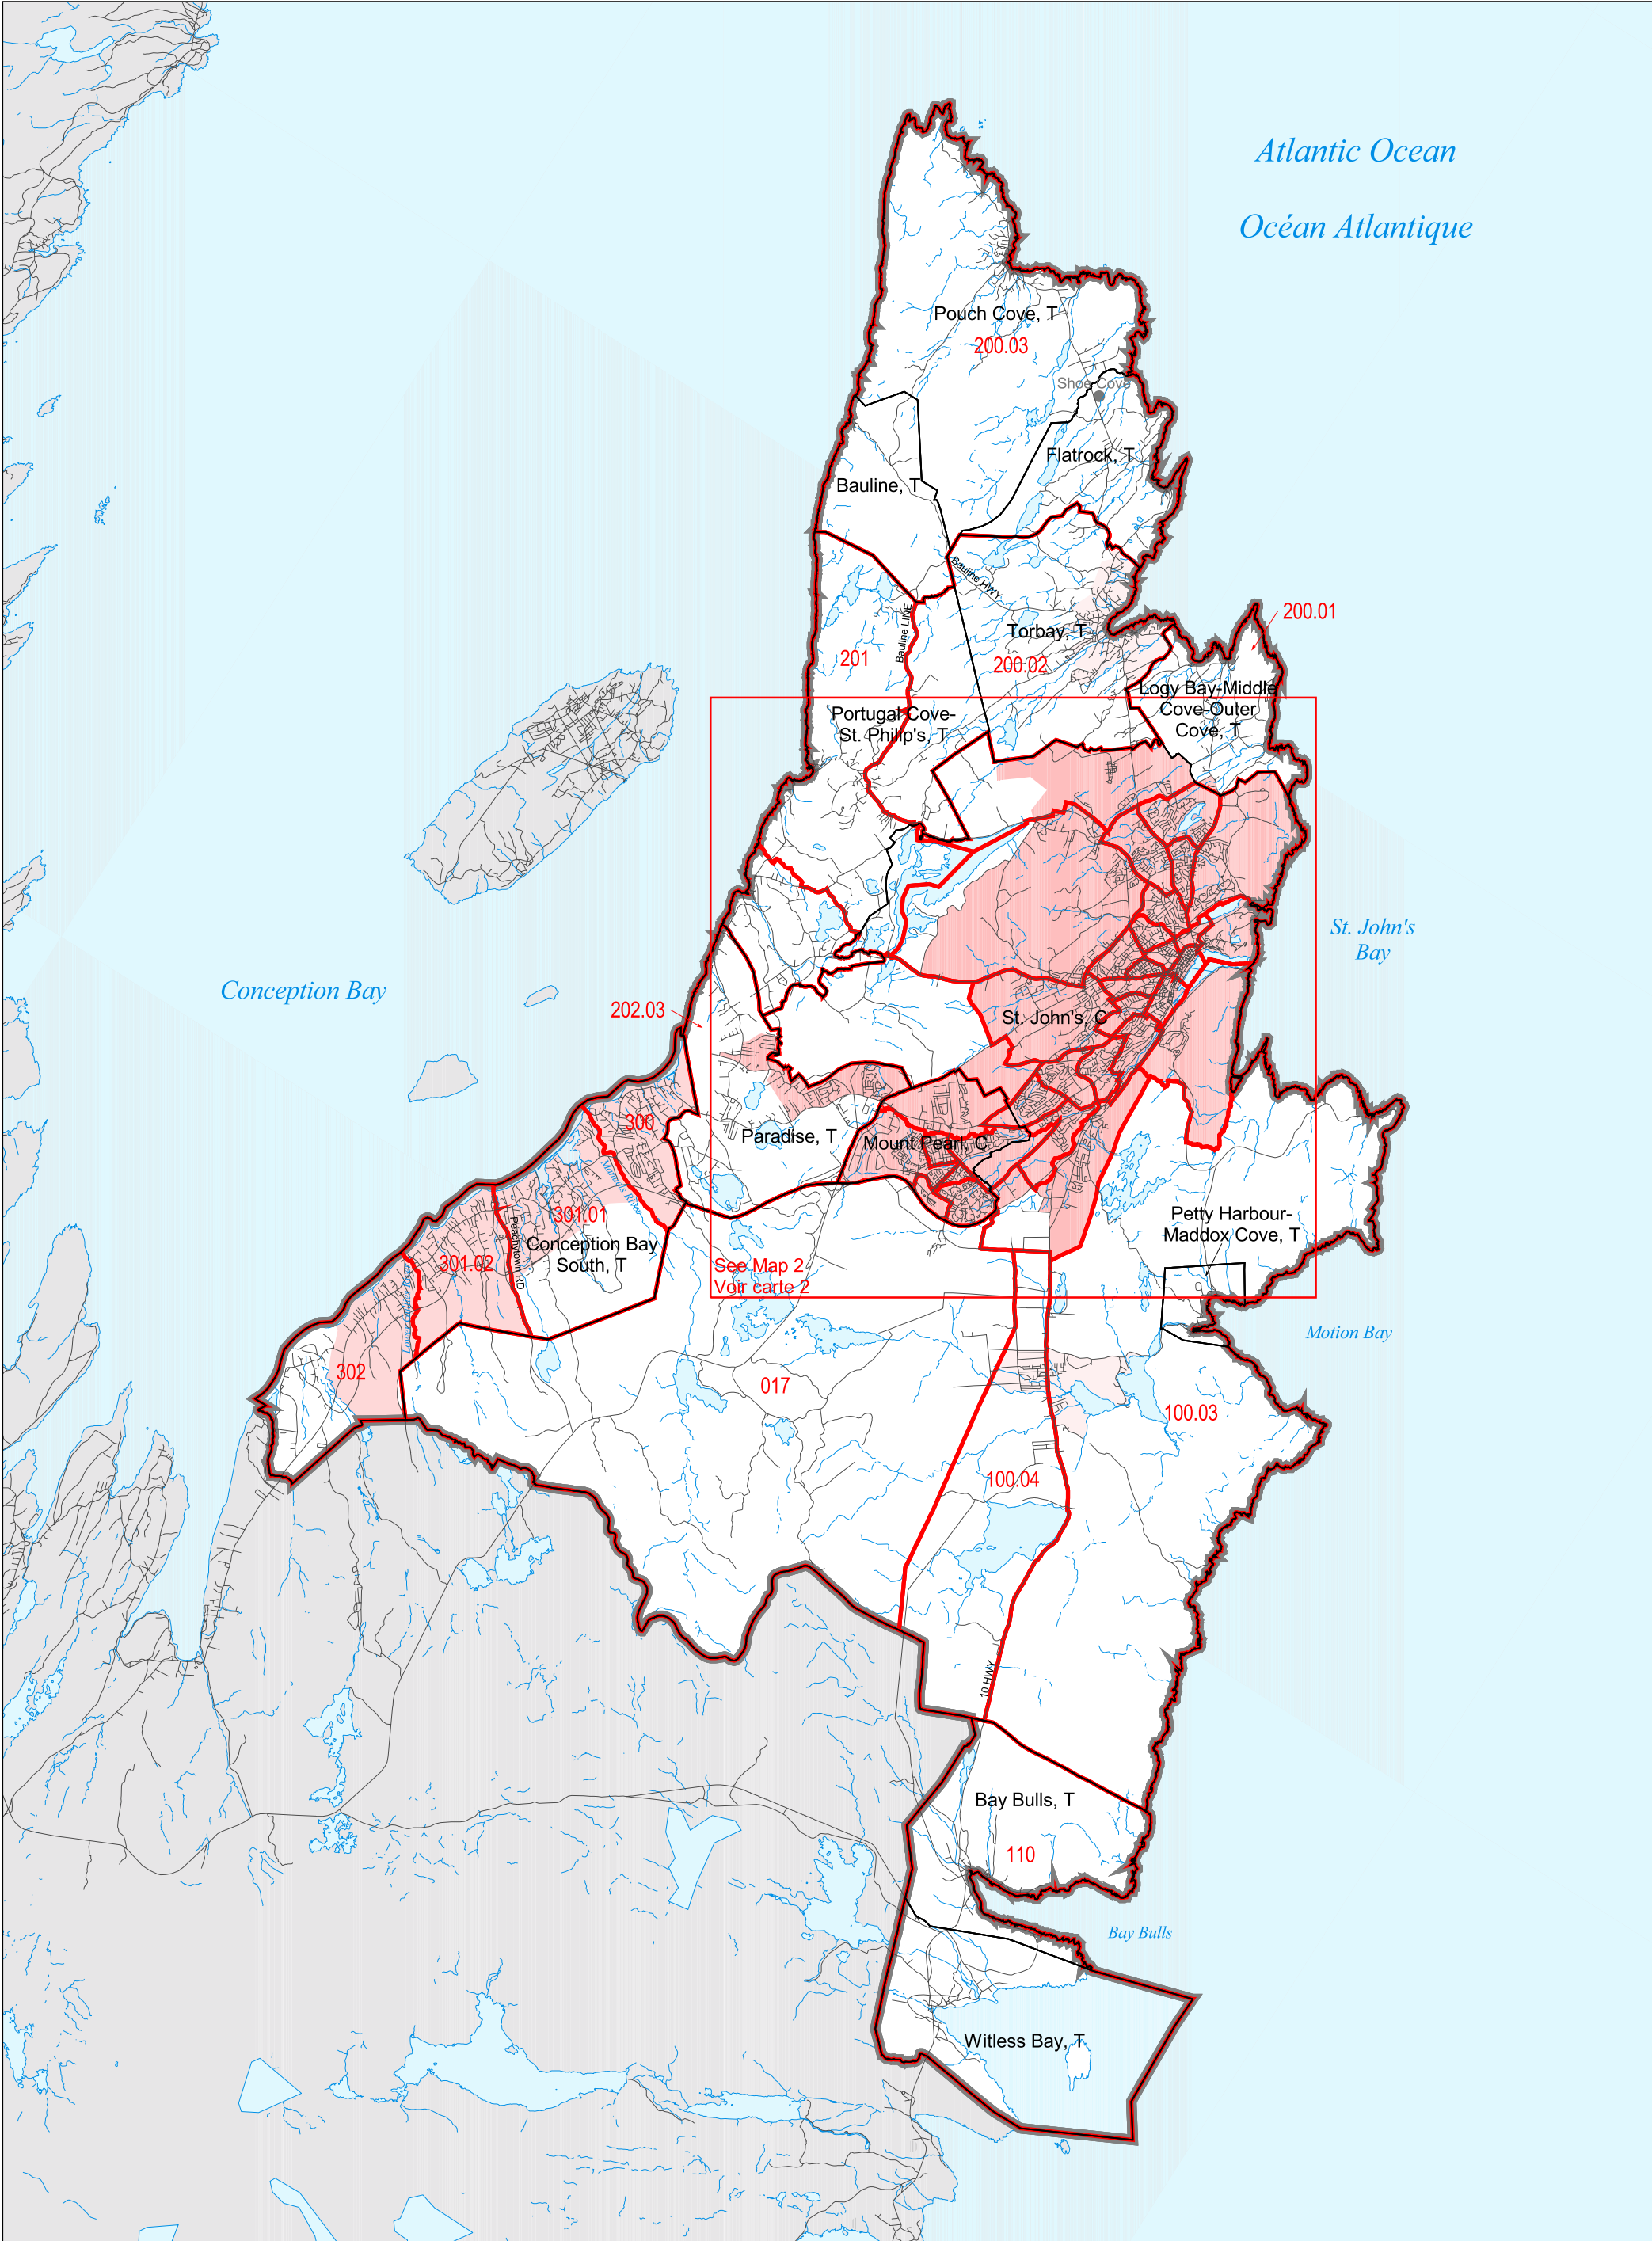 Atlantic Ocean
Océan Atlantique
Pouch Cove, T
200.03
Shoe Cove
Flatrock, T
Bauline, T
Bauline HWY
200.01
Bauline LINE
Torbay, T
201
200.02
Logy Bay-Middle
Cove-Outer
Cove, T
Portugal Cove-
St. Philip's, T
St. John's
Bay
Conception Bay
202.03
St. John's, C
300
Paradise, T
Mount Pearl, C
Manuels River
301.01
Petty Harbour-
Maddox Cove, T
Peachytown RD
Conception Bay
South, T
301.02
See Map 2
Voir carte 2
Motion Bay
302
017
100.03
100.04
10 HWY
Bay Bulls, T
110
Bay Bulls
Witless Bay, T